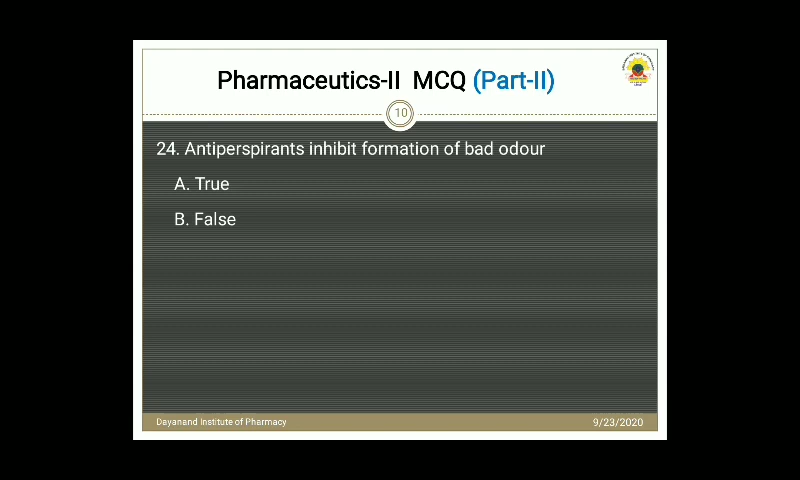 Pharmaceutics-II MCQ (Part-II)
10
24. Antiperspirants inhibit formation of bad odour
A. True
B. False
Dayanand Institute of Pharmacy
9/23/2020